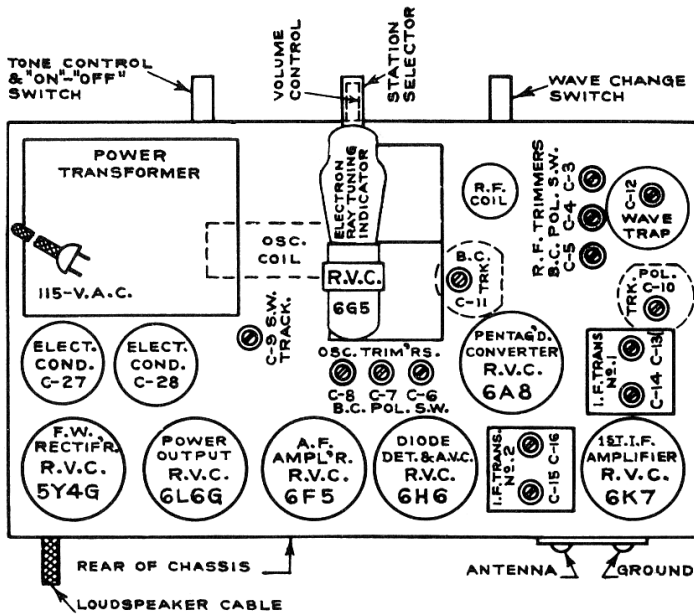 TONE CONTROL
& "ON"-"OFF"
SWITCH
VOLUME
CONTROL
STATION
SELECTOR
WAVE CHANGE
SWITCH
POWER
TRANSFORMER
115-V.A.C.
OSC.
COIL
ELECTRON
RAY TUNING
INDICATOR
R.V.C.
6G5
R.F.
COIL
R.F. TRIMMERS
B.C. POL. S.W.
C-5 C-4 C-3
C-12
WAVE
TRAP
B.C.
TRK.
C-11
POL.
TRK. C-10
C-9 S.W.
TRACK.
ELECT.
COND.
C-27
ELECT.
COND.
C-28
OSC. TRIM'RS.
C-8 C-7 C-6
B.C. POL. S.W.
PENTAG'D.
CONVERTER
R.V.C.
6A8
I.F. TRANS
Nº.1
C-14 C-13
F.W.
RECTIF'R.
R.V.C.
5Y4G
POWER
OUTPUT
R.V.C.
6L6G
A.F.
AMPL'R.
R.V.C.
6F5
DIODE
DET. & A.V.C.
R.V.C.
6H6
I.F. TRANS.
Nº.2
C-15 C-16
1ST. I.F.
AMPLIFIER
R.V.C.
6K7
REAR OF CHASSIS
LOUDSPEAKER CABLE
ANTENNA
GROUND